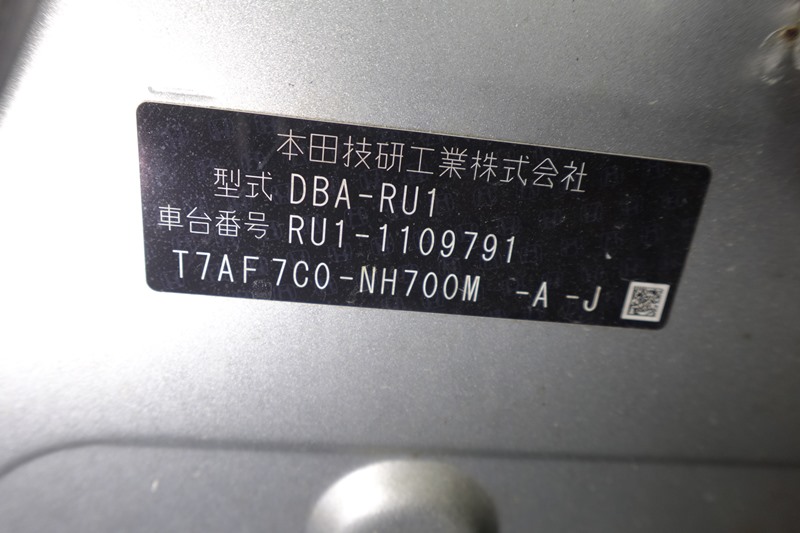 本田技研工業株式会社
型式 DBA-RU1
車台番号 RU1-1109791
T7AF 7C0-NH700M -A -J